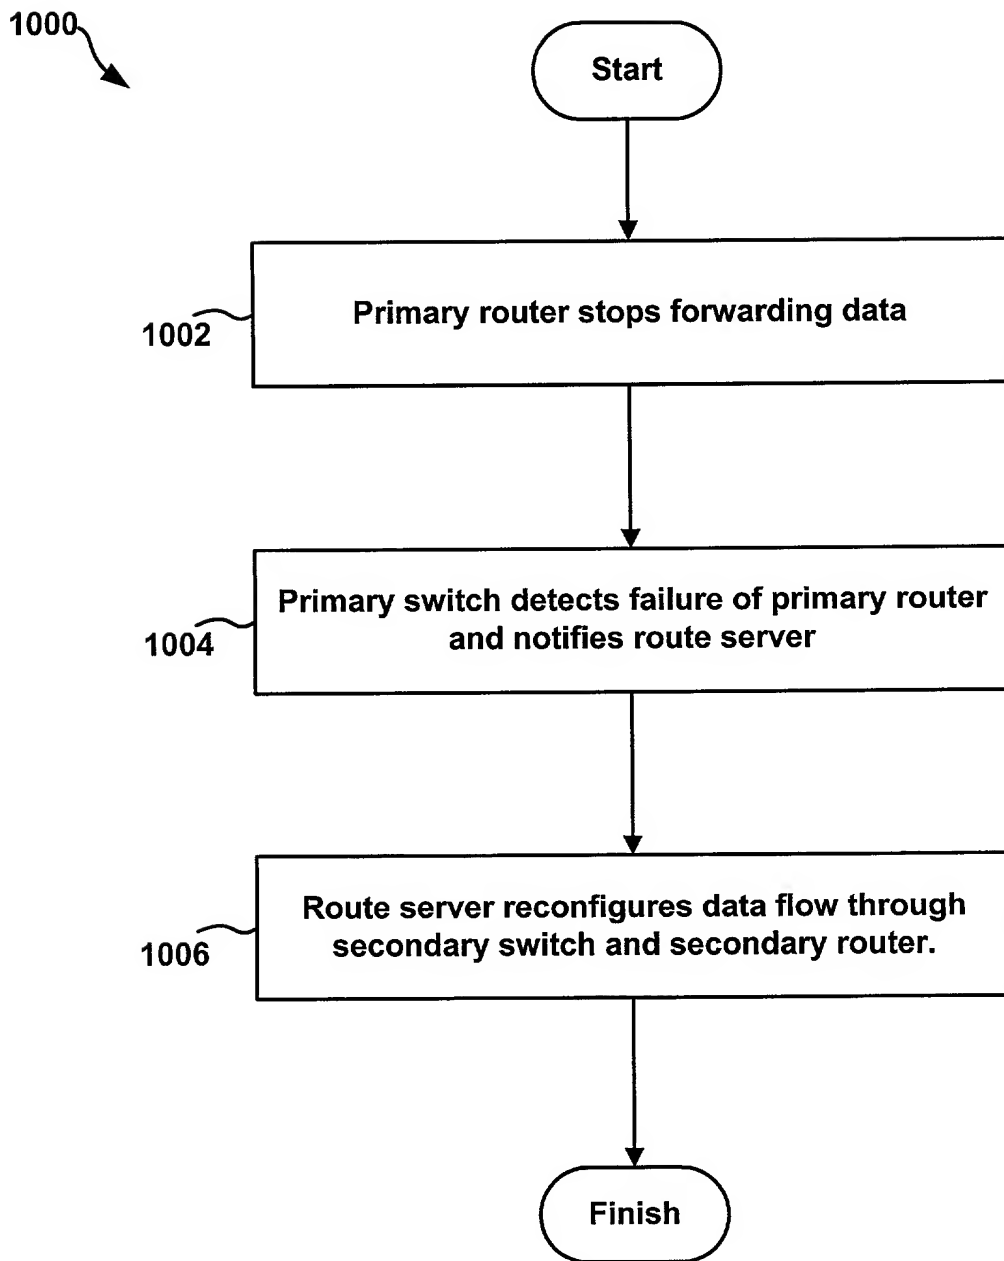 1000
Start
Primary router stops forwarding data
1002
Primary switch detects failure of primary router
and notifies route server
1004
Route server reconfigures data flow through
secondary switch and secondary router.
1006
Finish